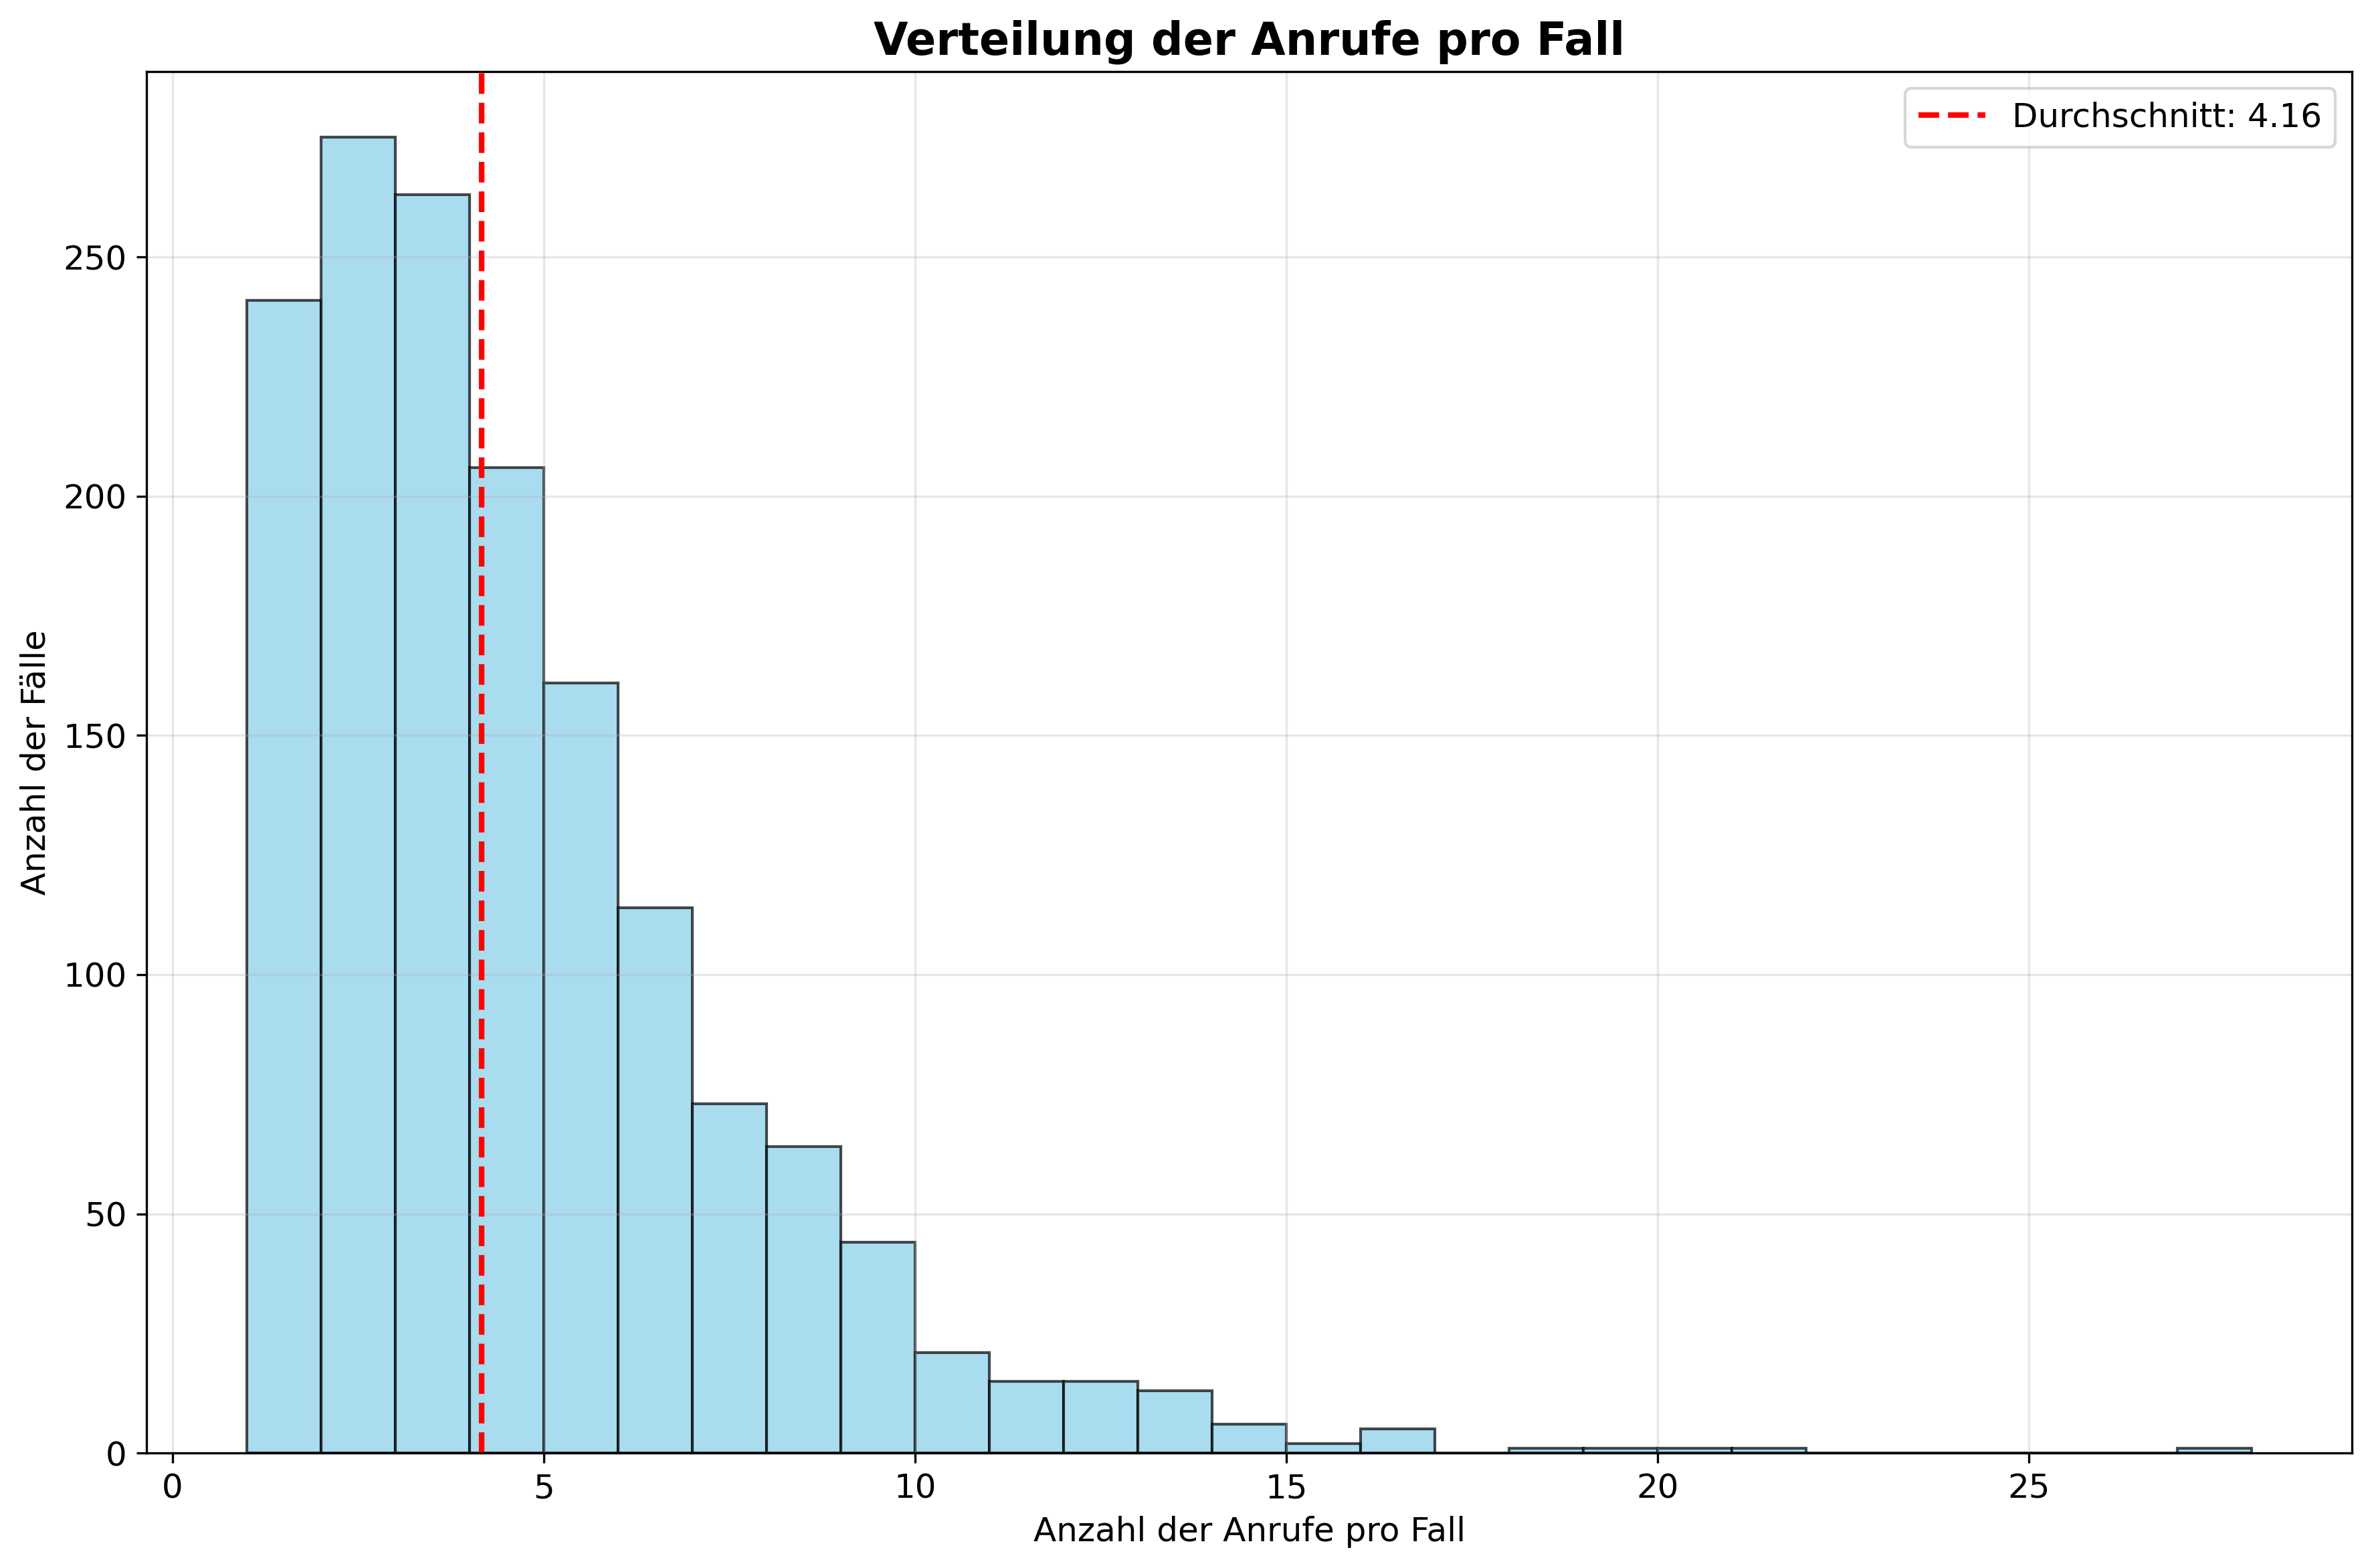 Verteilung der Anrufe pro Fall
Durchschnitt: 4.16
Anzahl der Fälle
250
200
150
100
50
0
0 5 10 15 20 25
Anzahl der Anrufe pro Fall